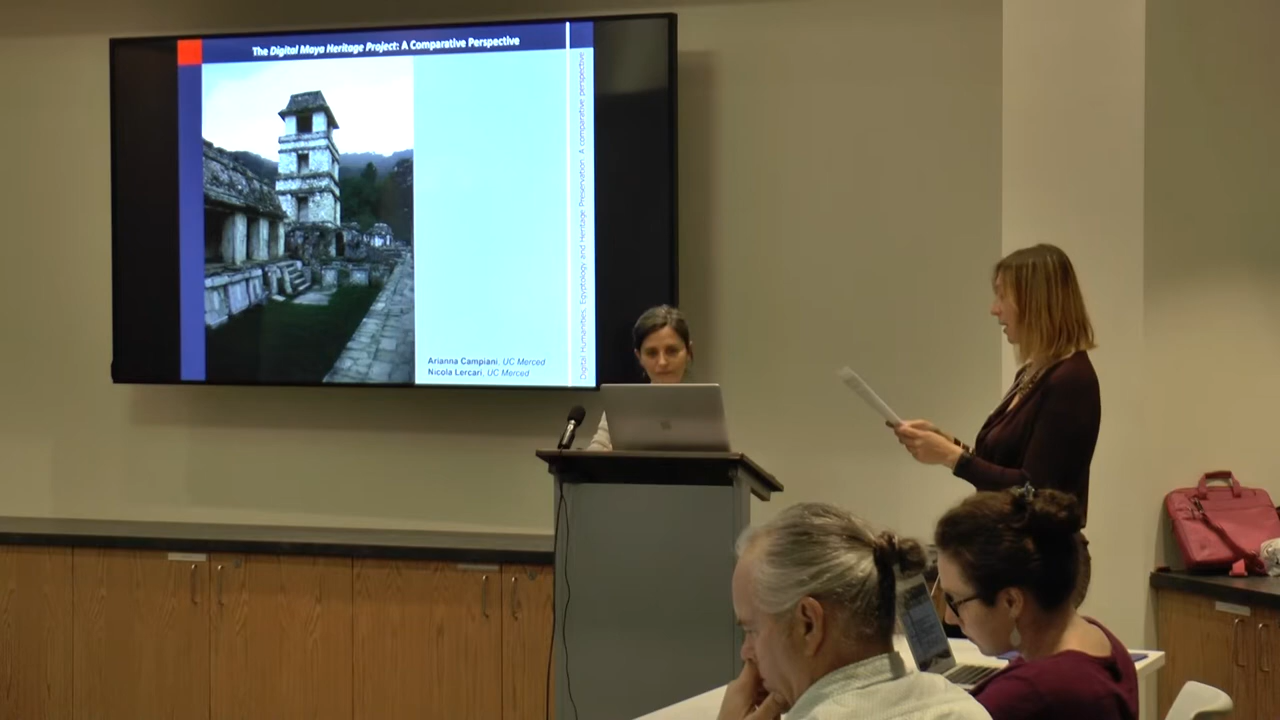 The Digital Maya Heritage Project: A Comparative Perspective
Digital Humanities, Egyptology and Heritage Preservation: A comparative perspective
Arianna Campiani, UC Merced
Nicola Lercari, UC Merced